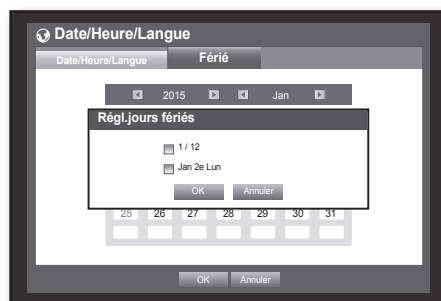 Date/Heure/Langue
Date/Heure/Langue Férié
2015 Jan
Régl.jours fériés
1 / 12
Jan 2e Lun
OK Annuler
25 26 27 28 29 30 31
OK Annuler